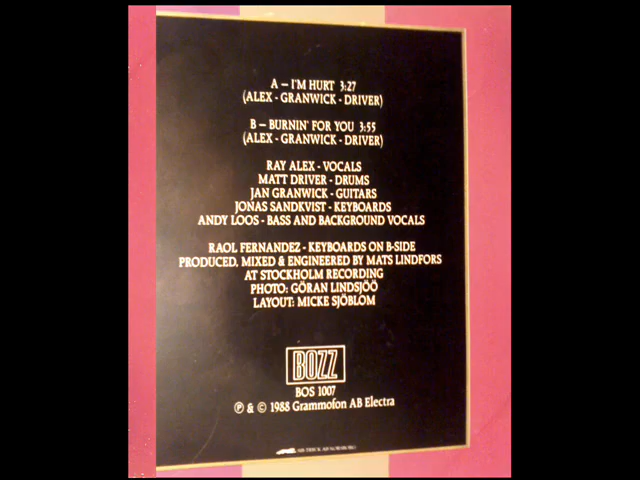 A – I'M HURT 3:27
(ALEX - GRANWICK - DRIVER)
B – BURNIN' FOR YOU 3:55
(ALEX - GRANWICK - DRIVER)
RAY ALEX - VOCALS
MATT DRIVER - DRUMS
JAN GRANWICK - GUITARS
JONAS SANDKVIST - KEYBOARDS
ANDY LOOS - BASS AND BACKGROUND VOCALS
RAOL FERNANDEZ - KEYBOARDS ON B-SIDE
PRODUCED, MIXED & ENGINEERED BY MATS LINDFORS
AT STOCKHOLM RECORDING
PHOTO: GÖRAN LINDSJÖÖ
LAYOUT: MICKE SJÖBLOM
BOZZ
BOS 1007
Ⓟ & © 1988 Grammofon AB Electra